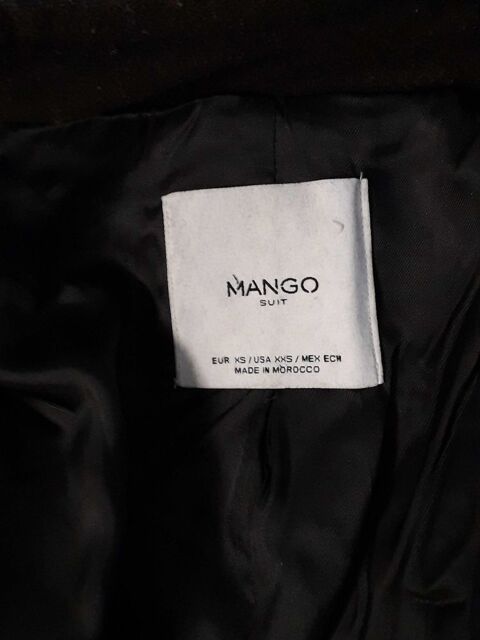 MANGO
SUIT
EUR XS / USA XXS / MEX ECH
MADE IN MOROCCO